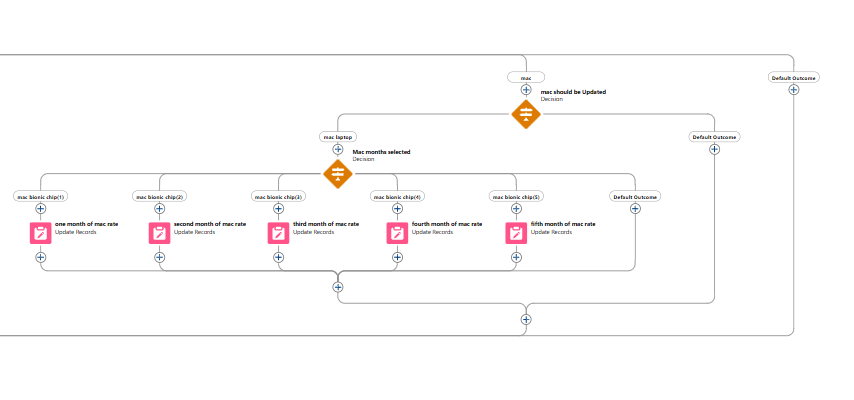 mac
Default Outcome
mac should be Updated
Decision
mac laptop
Default Outcome
Mac months selected
Decision
mac bionic chip(1)
mac bionic chip(2)
mac bionic chip(3)
mac bionic chip(4)
mac bionic chip(5)
Default Outcome
one month of mac rate
Update Records
second month of mac rate
Update Records
third month of mac rate
Update Records
fourth month of mac rate
Update Records
fifth month of mac rate
Update Records